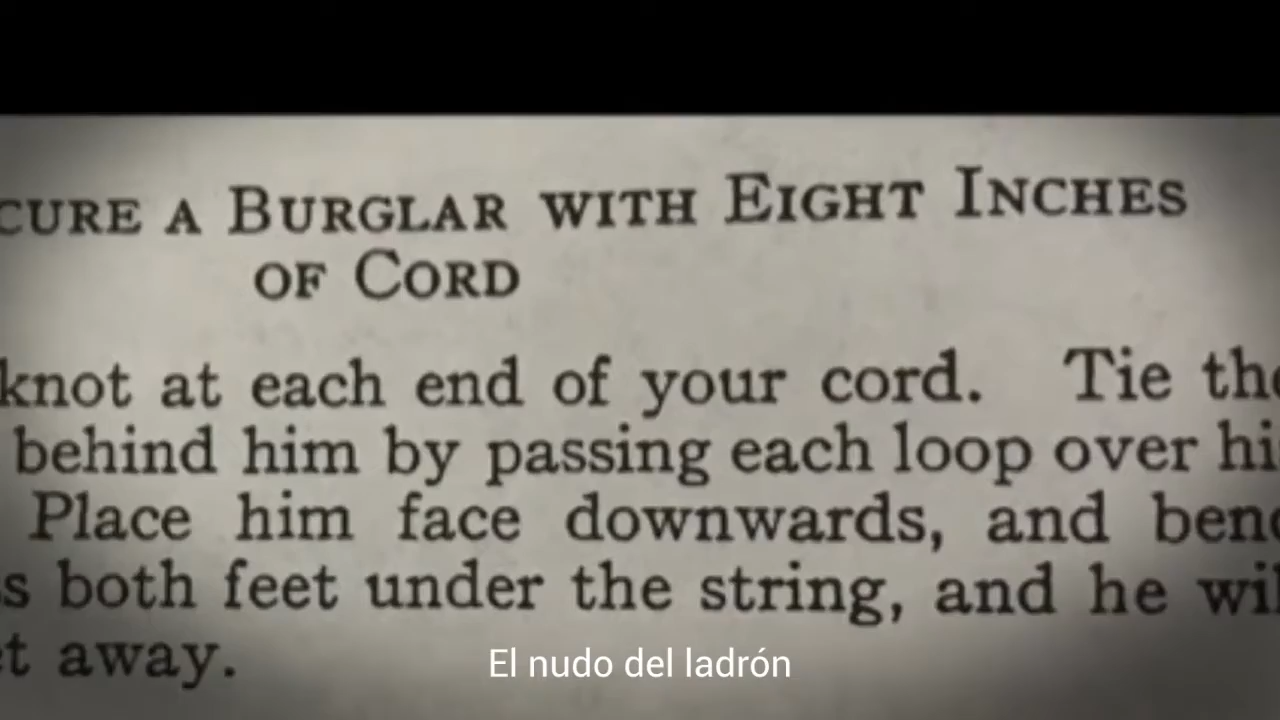 CURE A BURGLAR WITH EIGHT INCHES
OF CORD
knot at each end of your cord. Tie the
behind him by passing each loop over hi
Place him face downwards, and bend
s both feet under the string, and he wil
et away.
El nudo del ladrón